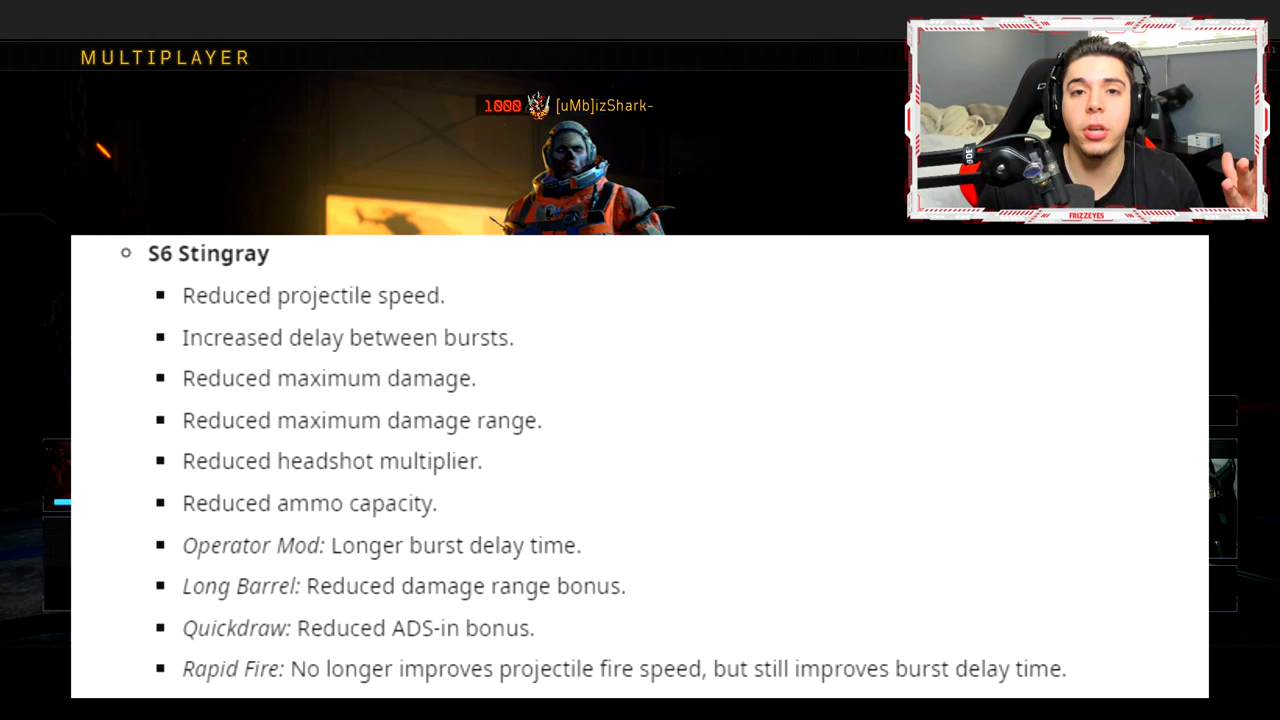 MULTIPLAYER
1000 [uMb]izShark-
FRIZZEYES
S6 Stingray
Reduced projectile speed.
Increased delay between bursts.
Reduced maximum damage.
Reduced maximum damage range.
Reduced headshot multiplier.
Reduced ammo capacity.
Operator Mod: Longer burst delay time.
Long Barrel: Reduced damage range bonus.
Quickdraw: Reduced ADS-in bonus.
Rapid Fire: No longer improves projectile fire speed, but still improves burst delay time.